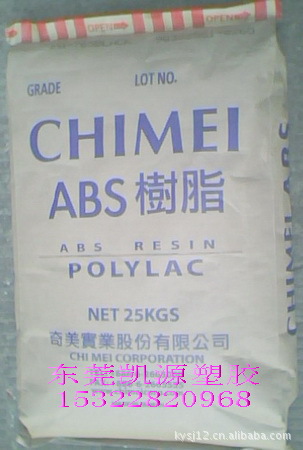 OPEN OPEN
GRADE LOT NO.
CHIMEI
ABS 樹脂
ABS RESIN
POLYLAC
NET 25KGS
奇美實業股份有限公司
CHI MEI CORPORATION
东莞凯源塑胶
15322820968
CHIMEI ABS
kysj12.cn.alibaba.com